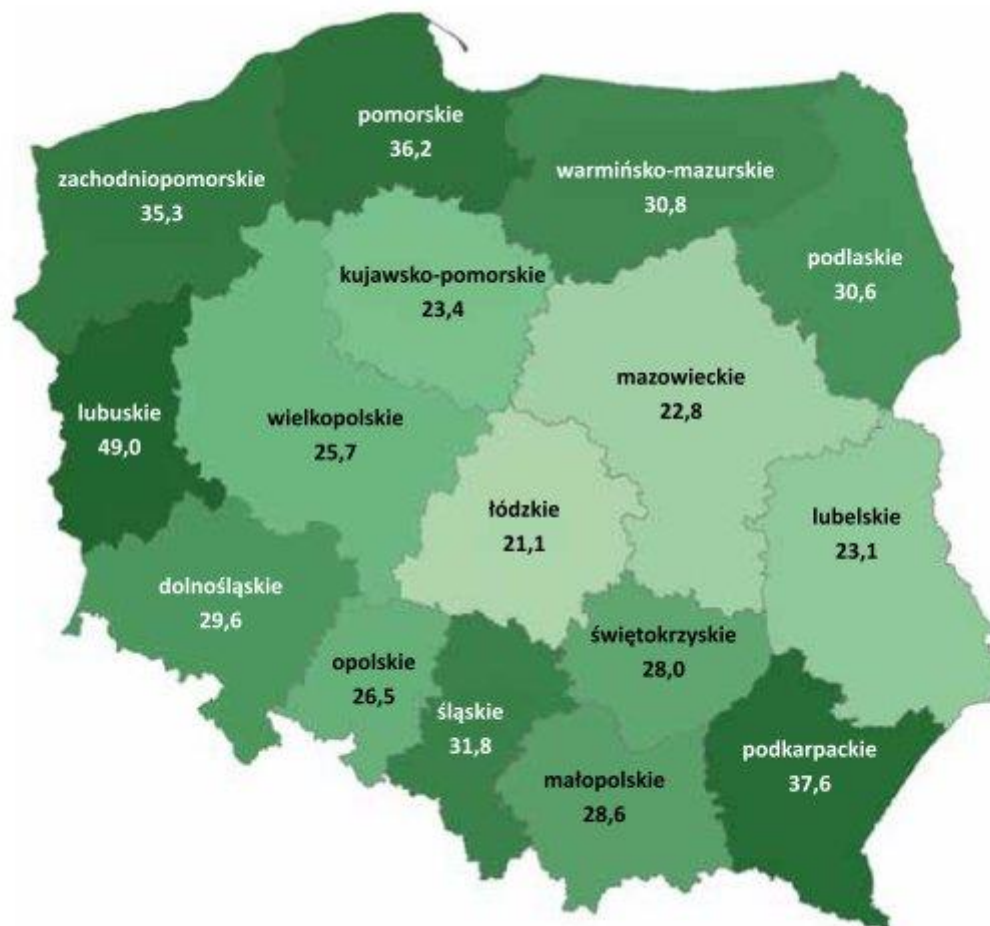 pomorskie
36,2
zachodniopomorskie
35,3
warmińsko-mazurskie
30,8
podlaskie
30,6
kujawsko-pomorskie
23,4
mazowieckie
22,8
lubuskie
49,0
wielkopolskie
25,7
łódzkie
21,1
lubelskie
23,1
dolnośląskie
29,6
świętokrzyskie
28,0
opolskie
26,5
śląskie
31,8
podkarpackie
37,6
małopolskie
28,6